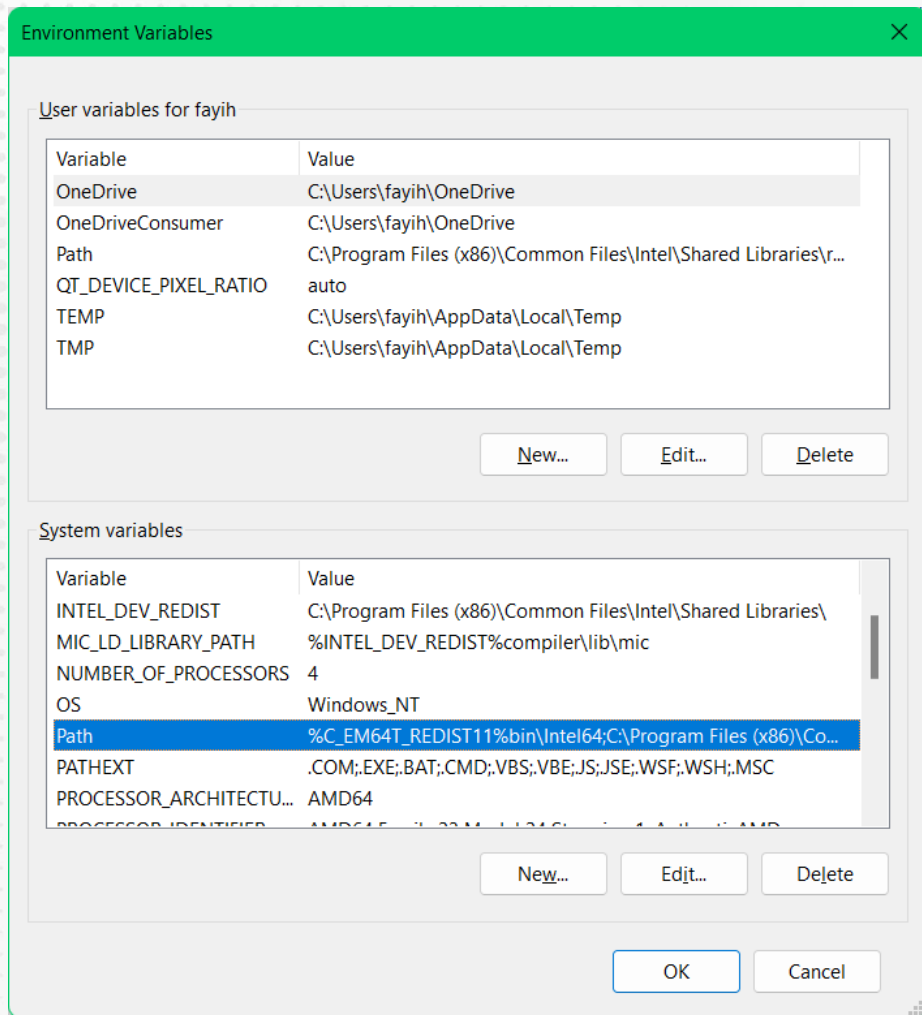 Environment Variables
User variables for fayih
Variable Value
OneDrive C:\Users\fayih\OneDrive
OneDriveConsumer C:\Users\fayih\OneDrive
Path C:\Program Files (x86)\Common Files\Intel\Shared Libraries\r...
QT_DEVICE_PIXEL_RATIO auto
TEMP C:\Users\fayih\AppData\Local\Temp
TMP C:\Users\fayih\AppData\Local\Temp
New... Edit... Delete
System variables
Variable Value
INTEL_DEV_REDIST C:\Program Files (x86)\Common Files\Intel\Shared Libraries\
MIC_LD_LIBRARY_PATH %INTEL_DEV_REDIST%compiler\lib\mic
NUMBER_OF_PROCESSORS 4
OS Windows_NT
Path %C_EM64T_REDIST11%bin\Intel64;C:\Program Files (x86)\Co...
PATHEXT .COM;.EXE;.BAT;.CMD;.VBS;.VBE;.JS;.JSE;.WSF;.WSH;.MSC
PROCESSOR_ARCHITECTU... AMD64
New... Edit... Delete
OK Cancel